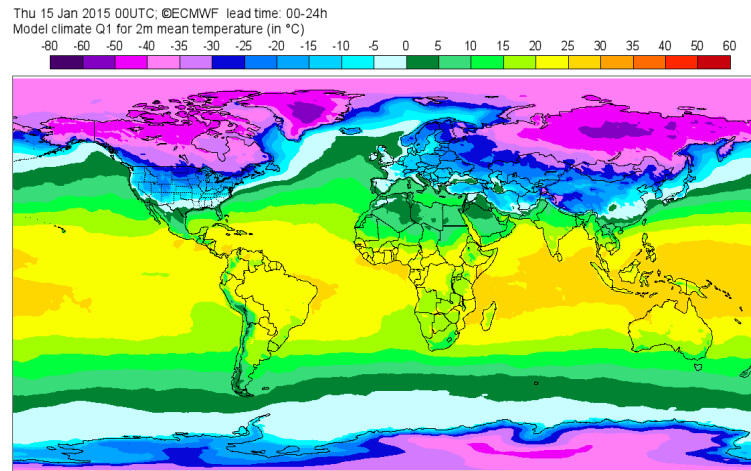 Thu 15 Jan 2015 00UTC; ©ECMWF lead time: 00-24h
Model climate Q1 for 2m mean temperature (in °C)
-80 -50 -40 -35 -30 -25 -20 -15 -10 -5 0 5 10 15 20 25 30 35 40 50 60